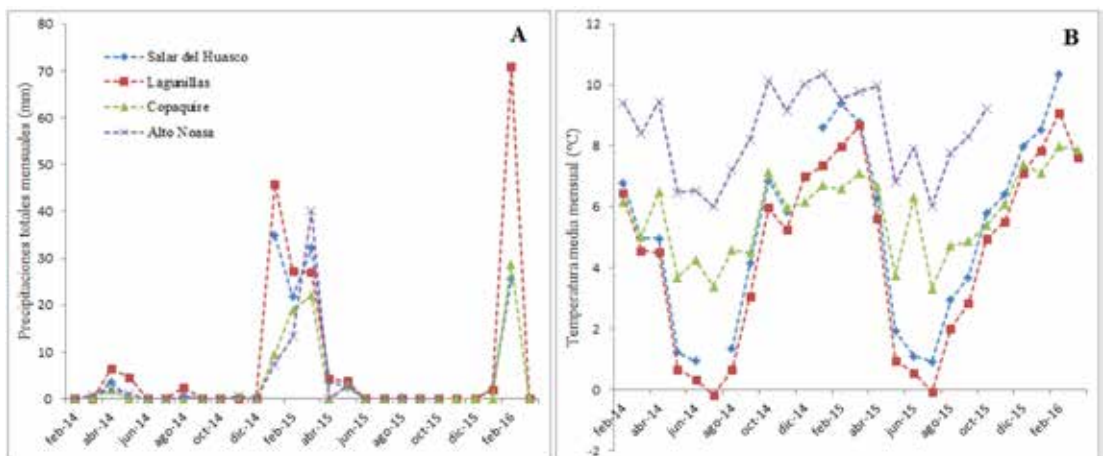 A
Precipitaciones totales mensuales (mm)
80
70
60
50
40
30
20
10
0
Salar del Huasco
Lagunillas
Copaquire
Alto Noasa
feb-14
abr-14
jun-14
ago-14
oct-14
dic-14
feb-15
abr-15
jun-15
ago-15
oct-15
dic-15
feb-16
B
Temperatura media mensual (°C)
12
10
8
6
4
2
0
-2
feb-14
abr-14
jun-14
ago-14
oct-14
dic-14
feb-15
abr-15
jun-15
ago-15
oct-15
dic-15
feb-16